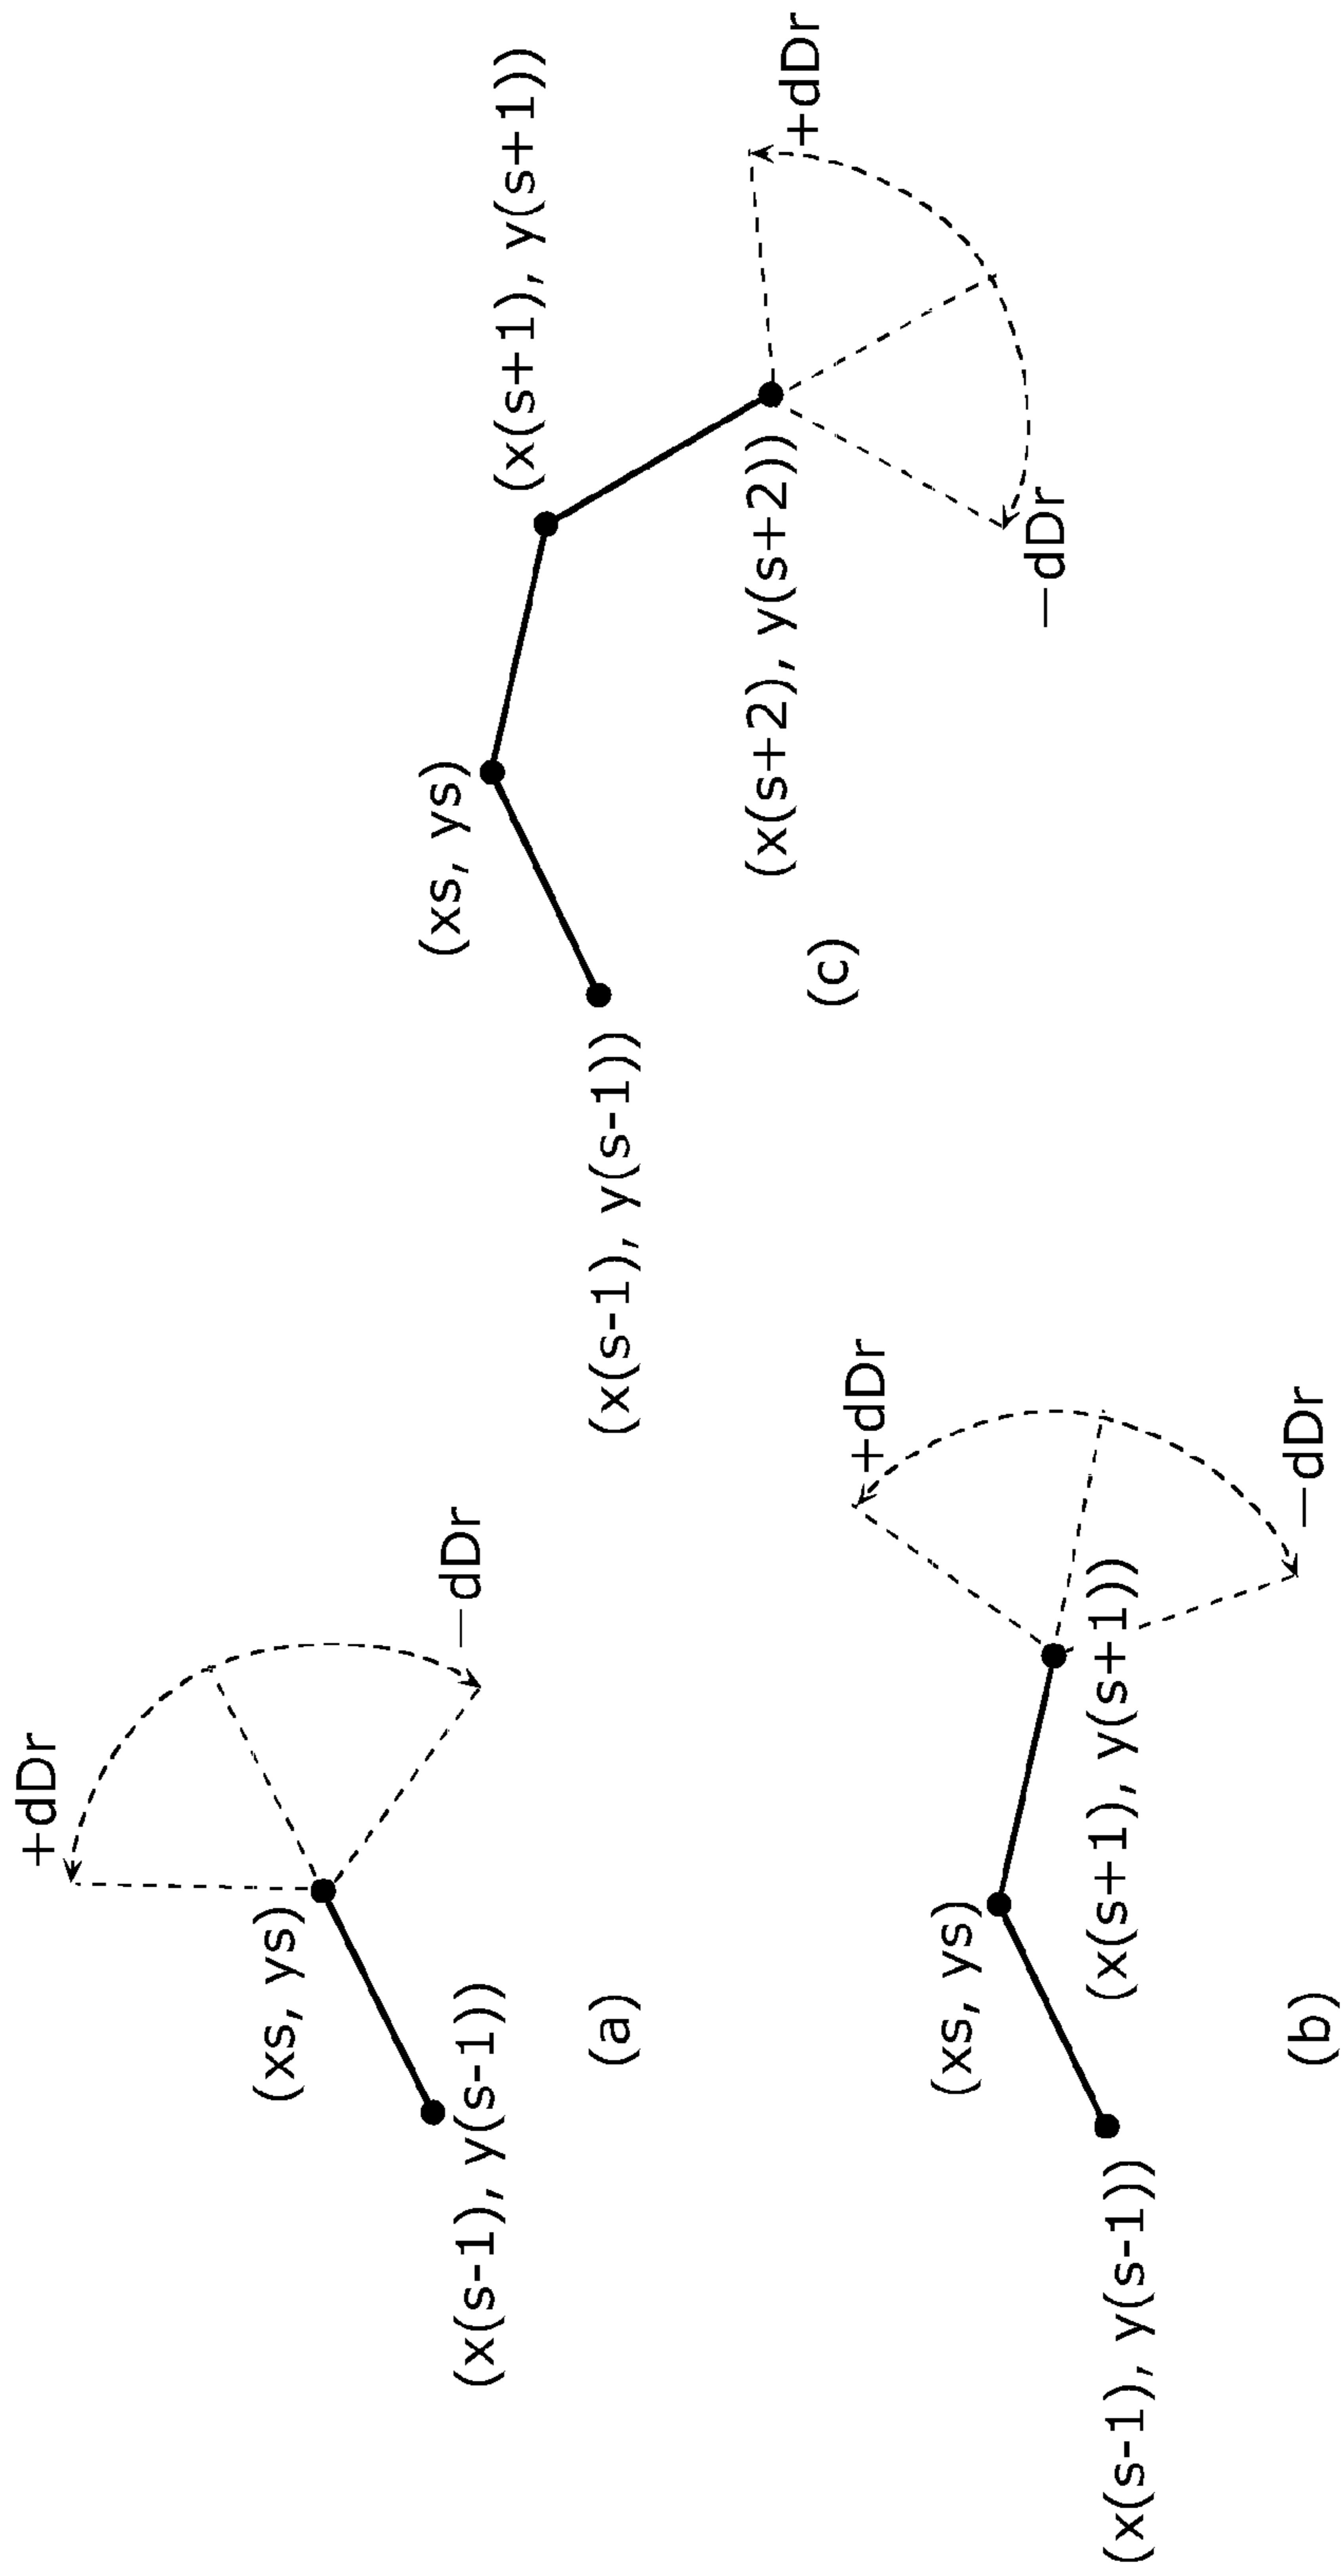 +dDr
(xs, ys)
—dDr
(x(s-1), y(s-1))
(a)
+dDr
(xs, ys)
(x(s+1), y(s+1))
(x(s-1), y(s-1))
—dDr
(b)
(xs, ys)
(x(s+1), y(s+1))
(x(s-1), y(s-1))
(x(s+2), y(s+2))
+dDr
—dDr
(c)